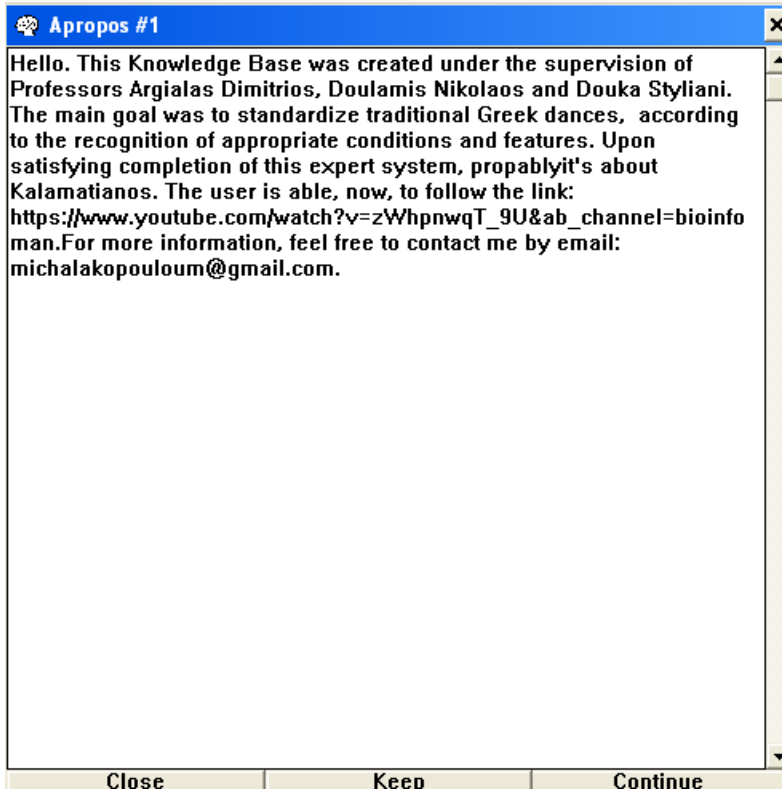 Apropos #1
Hello. This Knowledge Base was created under the supervision of
Professors Argialas Dimitrios, Doulamis Nikolaos and Douka Styliani.
The main goal was to standardize traditional Greek dances,  according
to the recognition of appropriate conditions and features. Upon
satisfying completion of this expert system, propablyit's about
Kalamatianos. The user is able, now, to follow the link:
https://www.youtube.com/watch?v=zWhpnwqT_9U&ab_channel=bioinfo
man.For more information, feel free to contact me by email:
michalakopouloum@gmail.com.
Close Keep Continue